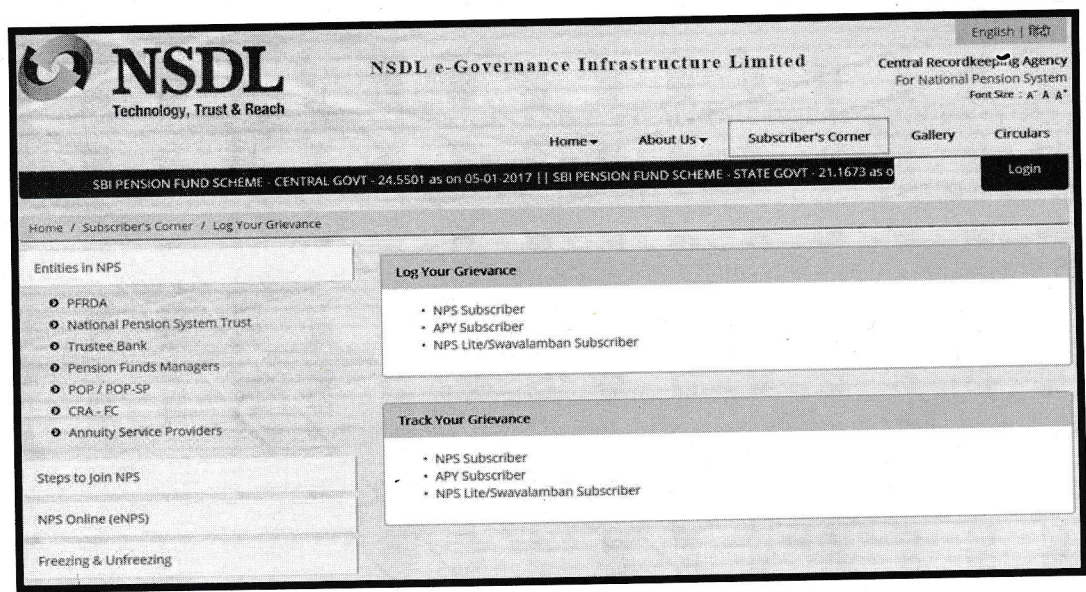 English | हिंदी
NSDL
Technology, Trust & Reach
NSDL e-Governance Infrastructure Limited
Central Recordkeeping Agency
For National Pension System
Font Size : A⁻ A A⁺
Home
About Us
Subscriber's Corner
Gallery
Circulars
SBI PENSION FUND SCHEME - CENTRAL GOVT - 24.5501 as on 05-01-2017 || SBI PENSION FUND SCHEME - STATE GOVT - 21.1673 as o
Login
Home / Subscriber's Corner / Log Your Grievance
Entities in NPS
PFRDA
National Pension System Trust
Trustee Bank
Pension Funds Managers
POP / POP-SP
CRA - FC
Annuity Service Providers
Steps to Join NPS
NPS Online (eNPS)
Freezing & Unfreezing
Log Your Grievance
• NPS Subscriber
• APY Subscriber
• NPS Lite/Swavalamban Subscriber
Track Your Grievance
• NPS Subscriber
• APY Subscriber
• NPS Lite/Swavalamban Subscriber